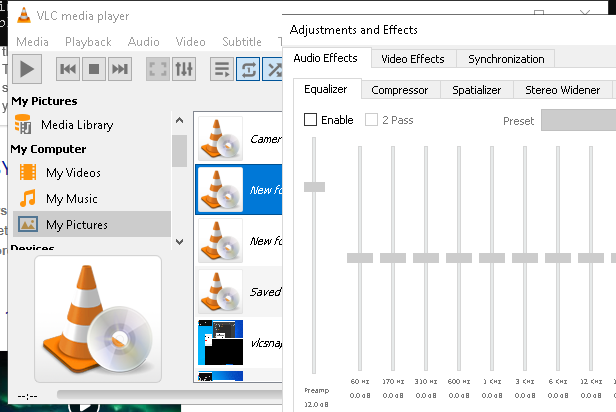 VLC media player
Media Playback Audio Video Subtitle
My Pictures
Media Library
My Computer
My Videos
My Music
My Pictures
Devices
Camer
New fo
New fo
Saved
vlcsnap
--:--
Adjustments and Effects
Audio Effects Video Effects Synchronization
Equalizer Compressor Spatializer Stereo Widener
Enable 2 Pass Preset
60 Hz 170 Hz 310 Hz 600 Hz 1 KHz 3 KHz 6 KHz 12 KHz
Preamp 0.0 dB 0.0 dB 0.0 dB 0.0 dB 0.0 dB 0.0 dB 0.0 dB 0.0 dB
12.0 dB